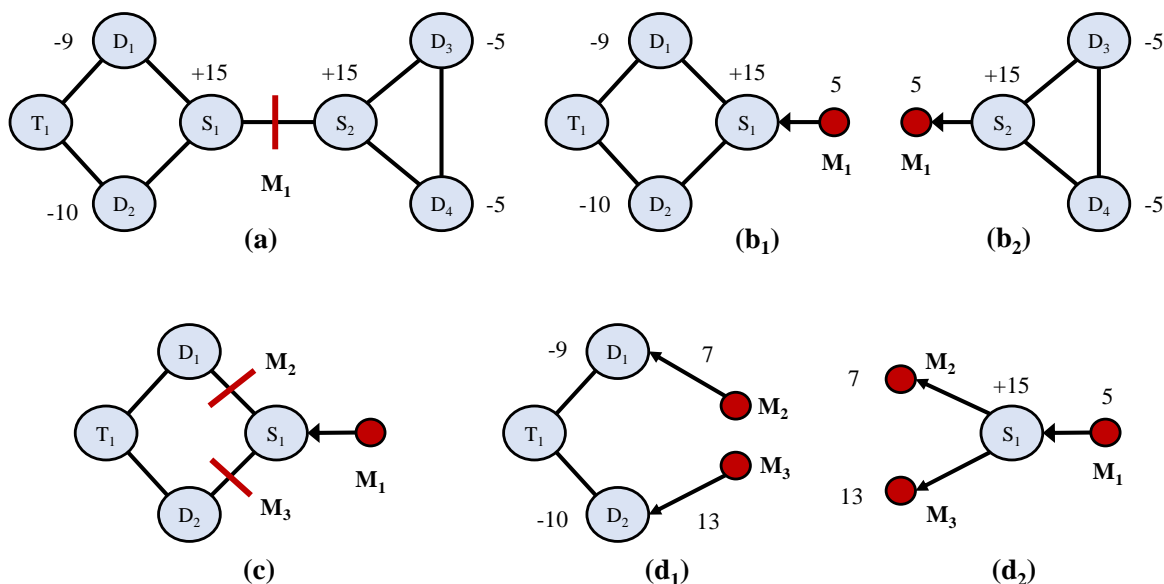 -9 D₁
+15 +15
T₁ S₁ S₂
D₃ -5
M₁
-10 D₂
D₄ -5
(a)
-9 D₁
+15 5
T₁ S₁
M₁
-10 D₂
(b₁)
D₃ -5
5 +15
S₂
M₁
D₄ -5
(b₂)
D₁
M₂
T₁ S₁
M₁
M₃
D₂
(c)
-9 D₁ 7
M₂
T₁
M₃
-10 D₂ 13
(d₁)
7 M₂
+15 5
S₁
M₁
13 M₃
(d₂)